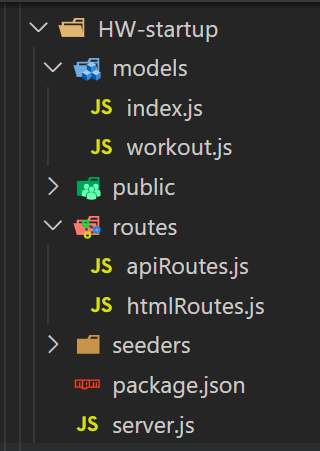 HW-startup
models
JS index.js
JS workout.js
public
routes
JS apiRoutes.js
JS htmlRoutes.js
seeders
npm package.json
JS server.js